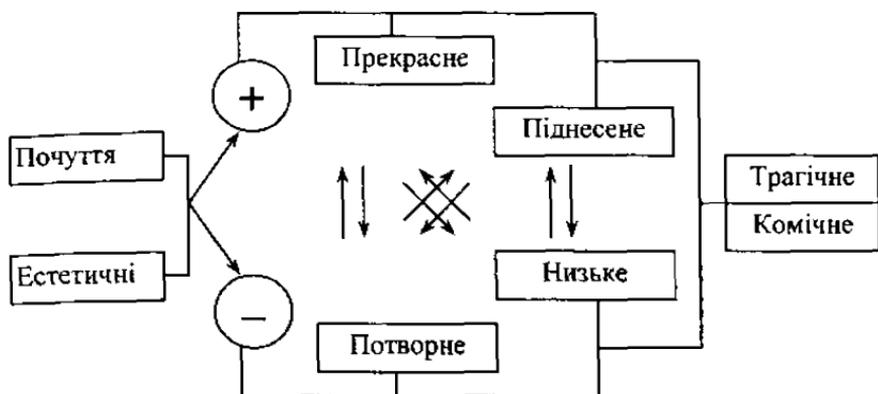 Прекрасне
+
Піднесене
Почуття
Трагічне
Комічне
Естетичні
Низьке
–
Потворне